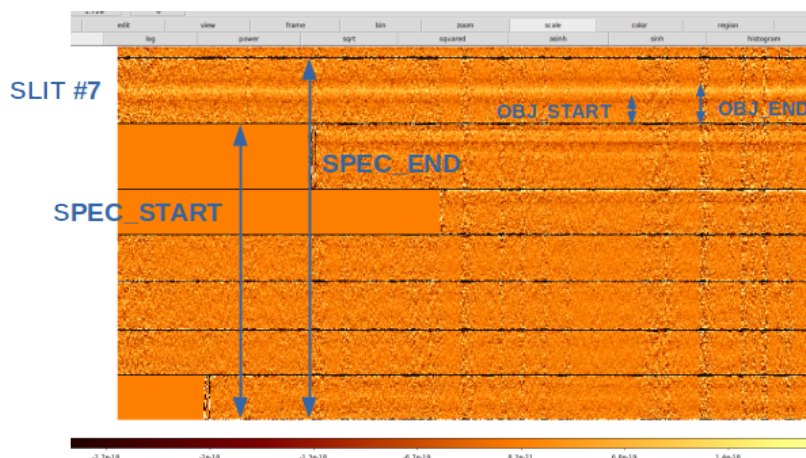 edit view frame bin zoom scale color region
log power sqrt squared asinh sinh histogram
SLIT #7
OBJ_START OBJ_END
SPEC_END
SPEC_START